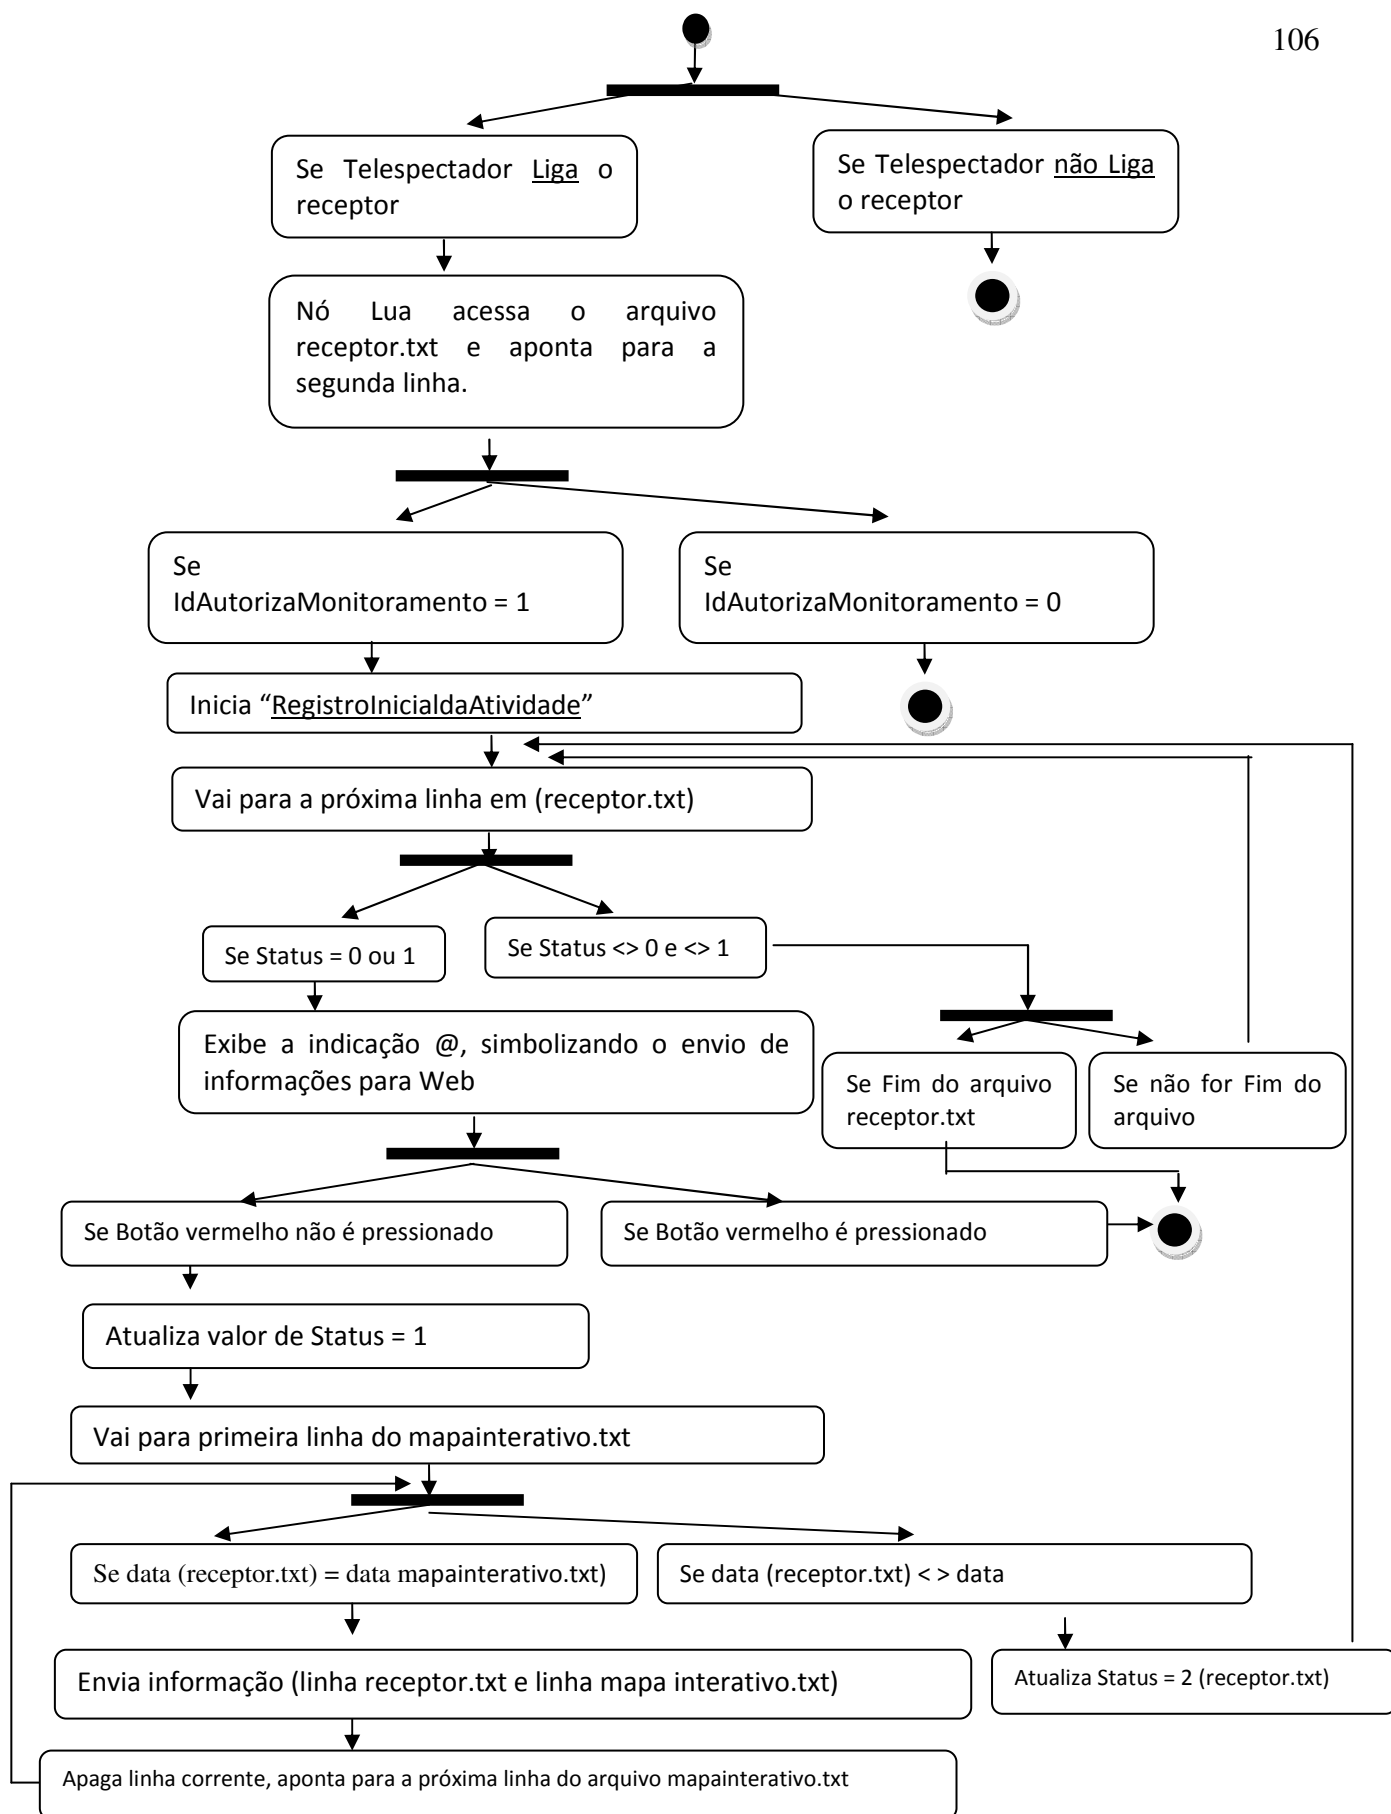 106
Se Telespectador Liga o
receptor
Se Telespectador não Liga
o receptor
Nó Lua acessa o arquivo
receptor.txt e aponta para a
segunda linha.
Se
IdAutorizaMonitoramento = 1
Se
IdAutorizaMonitoramento = 0
Inicia “RegistroInicialdaAtividade”
Vai para a próxima linha em (receptor.txt)
Se Status = 0 ou 1
Se Status <> 0 e <> 1
Exibe a indicação @, simbolizando o envio de
informações para Web
Se Fim do arquivo
receptor.txt
Se não for Fim do
arquivo
Se Botão vermelho não é pressionado
Se Botão vermelho é pressionado
Atualiza valor de Status = 1
Vai para primeira linha do mapainterativo.txt
Se data (receptor.txt) = data mapainterativo.txt)
Se data (receptor.txt) < > data
Envia informação (linha receptor.txt e linha mapa interativo.txt)
Atualiza Status = 2 (receptor.txt)
Apaga linha corrente, aponta para a próxima linha do arquivo mapainterativo.txt